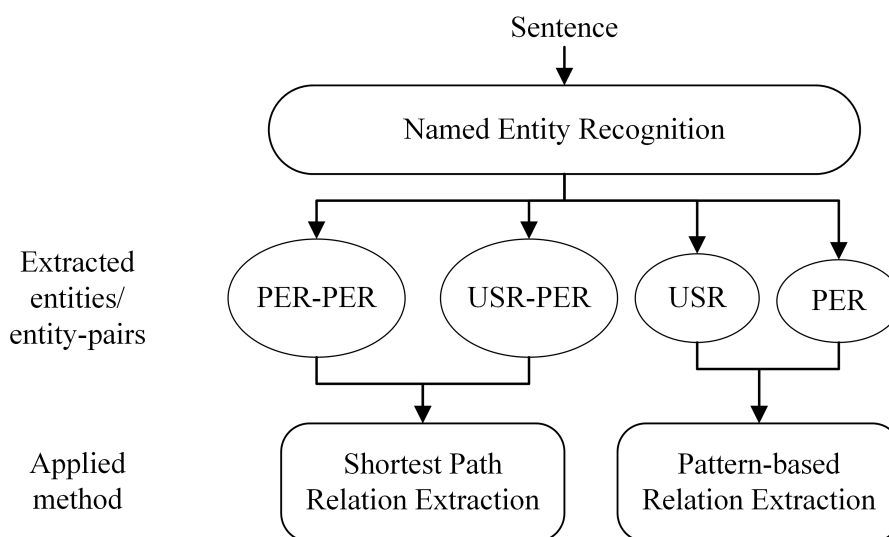 Sentence
Named Entity Recognition
Extracted
entities/
entity-pairs
PER-PER
USR-PER
USR
PER
Applied
method
Shortest Path
Relation Extraction
Pattern-based
Relation Extraction